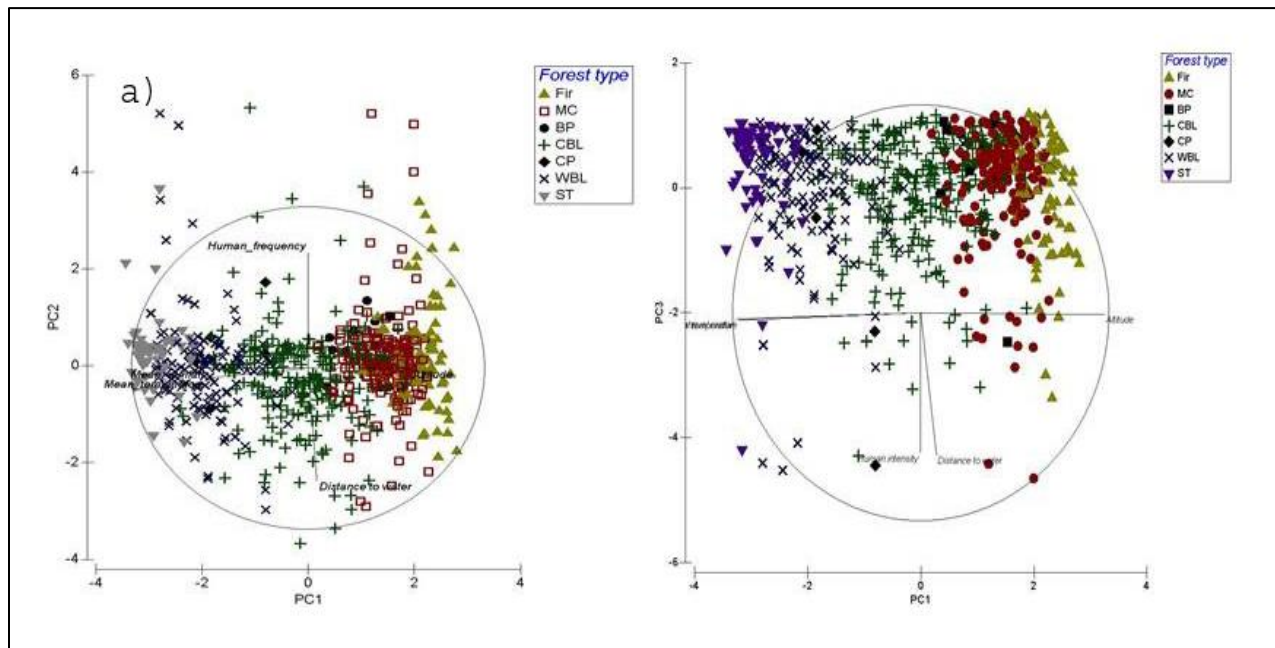 a)
Forest type
Fir
MC
BP
CBL
CP
WBL
ST
6
4
2
0
-2
-4
PC2
Human_frequency
Distance to water
-4
-2
0
2
4
PC1
Forest type
Fir
MC
BP
CBL
CP
WBL
ST
2
0
-2
-4
-6
PC3
Altitude
intensity
Distance to water
-4
-2
0
2
4
PC1